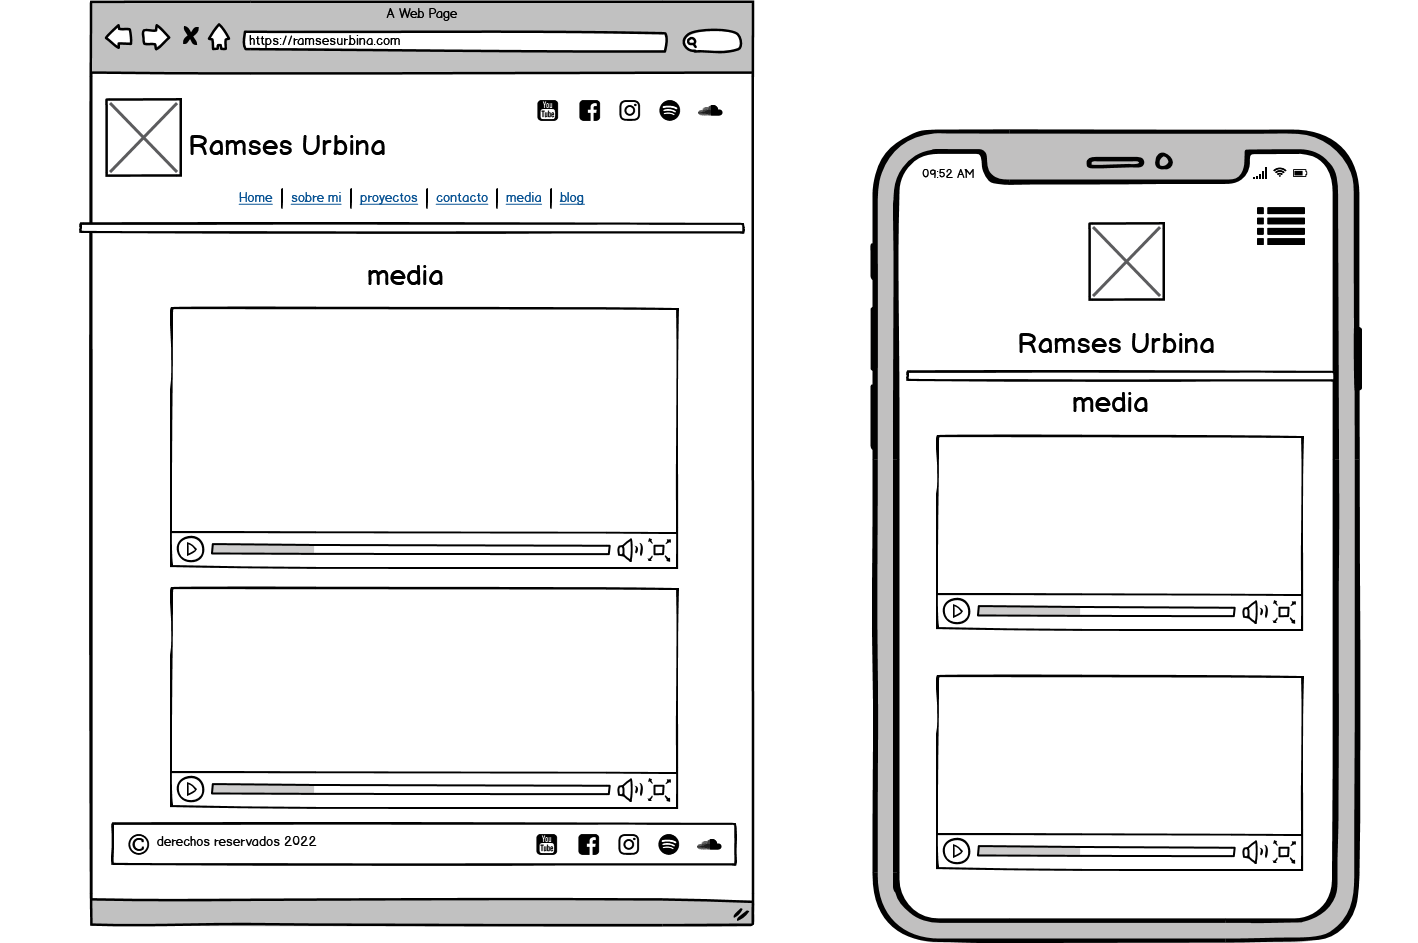 A Web Page
https://ramsesurbina.com
You Tube
Ramses Urbina
Home sobre mi proyectos contacto media blog
media
derechos reservados 2022
You Tube
09:52 AM
Ramses Urbina
media